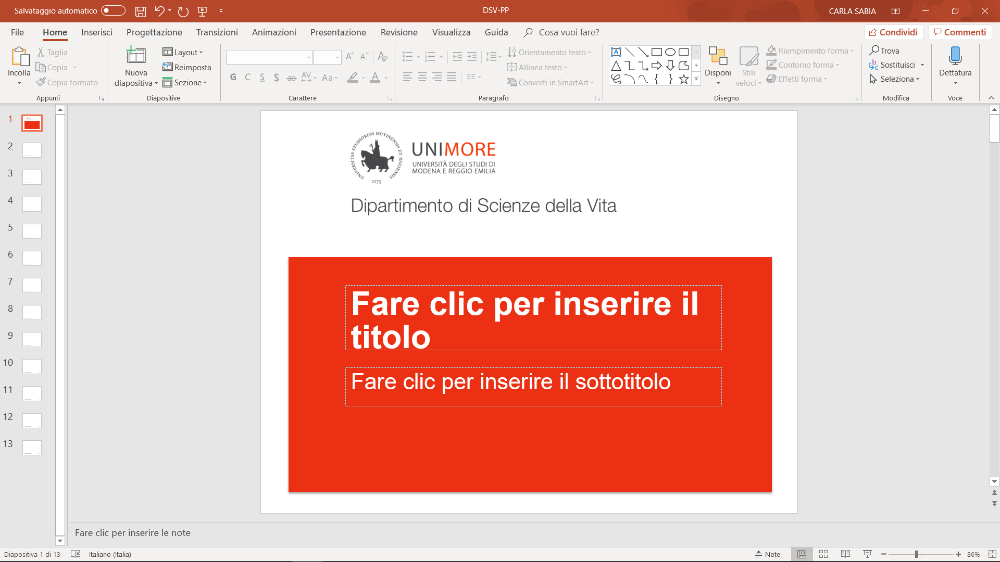 Salvataggio automatico
DSV-PP
CARLA SABIA
File Home Inserisci Progettazione Transizioni Animazioni Presentazione Revisione Visualizza Guida Cosa vuoi fare? Condividi Commenti
Incolla
Taglia
Copia
Copia formato
Appunti
Nuova
diapositiva
Layout
Reimposta
Sezione
Diapositive
G C S S ab AV Aa A
Carattere
Orientamento testo
Allinea testo
Converti in SmartArt
Paragrafo
Disponi
Stili
veloci
Riempimento forma
Contorno forma
Effetti forma
Disegno
Trova
Sostituisci
Seleziona
Modifica
Dettatura
Voce
1
2
3
4
5
6
7
8
9
10
11
12
13
UNIVERSITAS STUDIORUM MUTINENSIS ET REGIENSIS
1175
UNIMORE
UNIVERSITÀ DEGLI STUDI DI
MODENA E REGGIO EMILIA
Dipartimento di Scienze della Vita
Fare clic per inserire il
titolo
Fare clic per inserire il sottotitolo
Fare clic per inserire le note
Diapositiva 1 di 13 Italiano (Italia) Note 86%